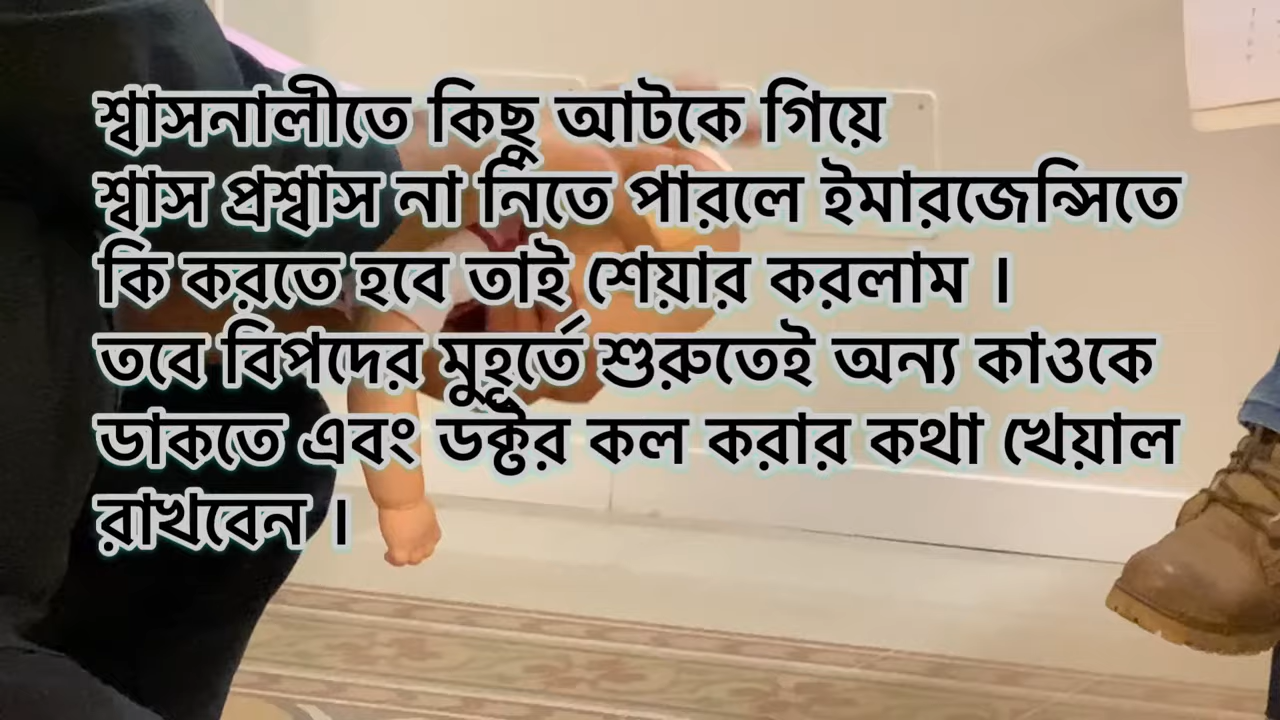 শ্বাসনালীতে কিছু আটকে গিয়ে
শ্বাস প্রশ্বাস না নিতে পারলে ইমারজেন্সিতে
কি করতে হবে তাই শেয়ার করলাম ।
তবে বিপদের মুহূর্তে শুরুতেই অন্য কাওকে
ডাকতে এবং ডক্টর কল করার কথা খেয়াল
রাখবেন ।